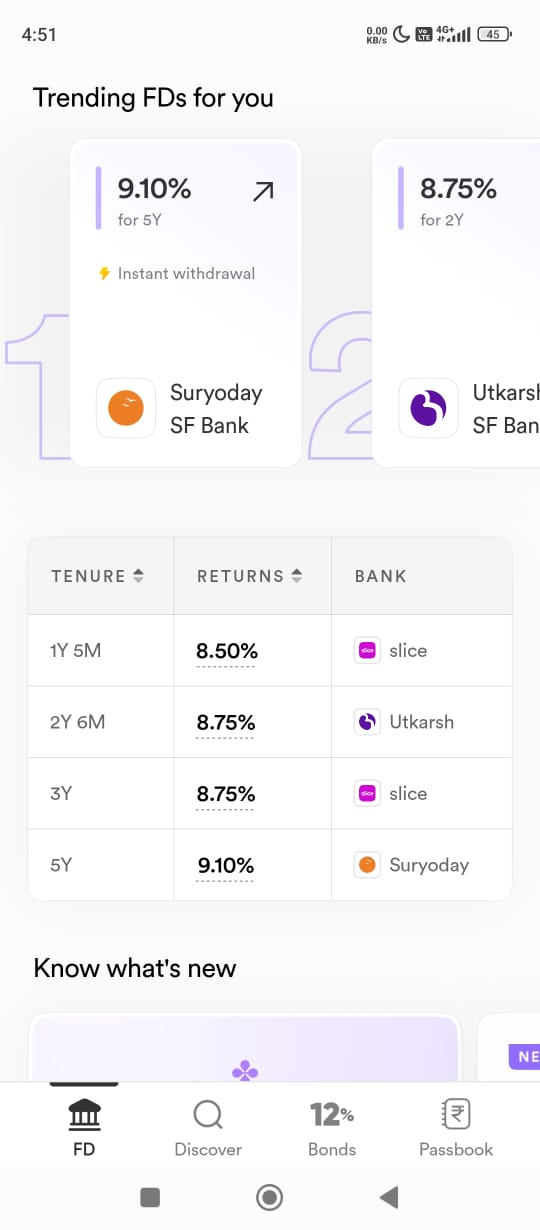 4:51
0.00
KB/s
Vo
LTE
4G+
45
Trending FDs for you
1
9.10%
for 5Y
Instant withdrawal
Suryoday
SF Bank
2
8.75%
for 2Y
Utkarsh
SF Ban
TENURE RETURNS BANK
1Y 5M 8.50% slice slice
2Y 6M 8.75% Utkarsh
3Y 8.75% slice slice
5Y 9.10% Suryoday
Know what's new
NE
FD
Discover
12%
Bonds
₹
Passbook